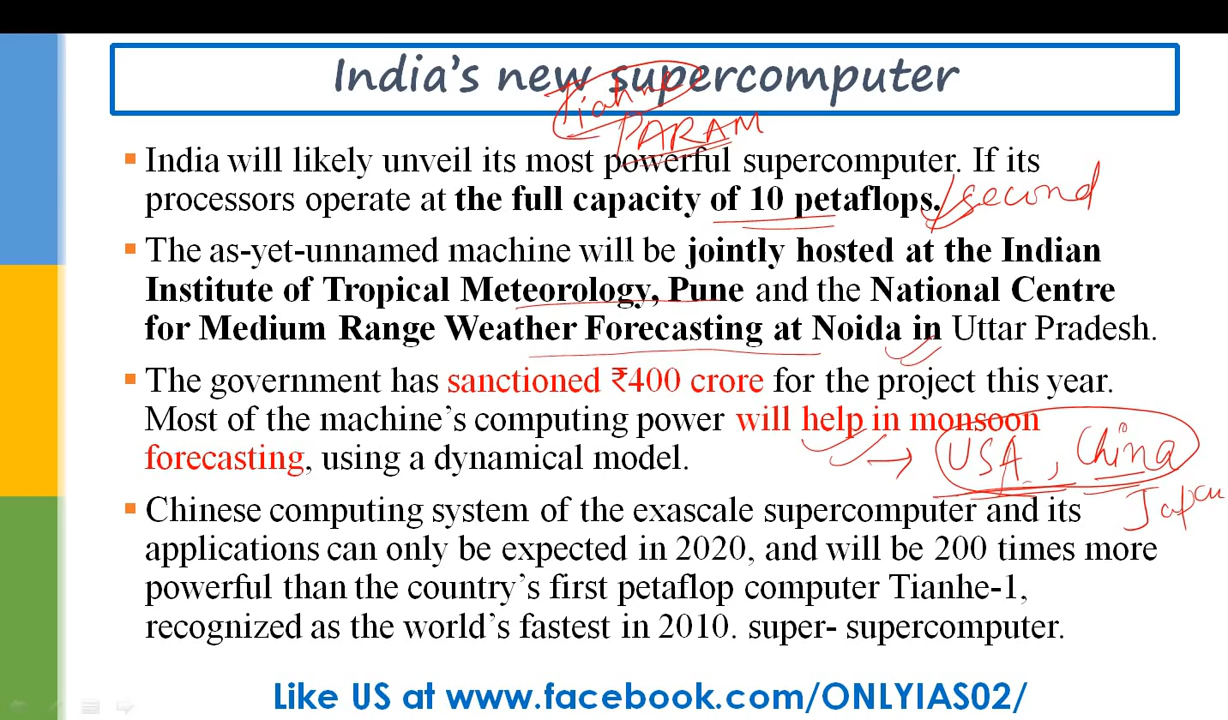 India's new supercomputer
Tianhe
PARAM
▪ India will likely unveil its most powerful supercomputer. If its
processors operate at the full capacity of 10 petaflops. /second
▪ The as-yet-unnamed machine will be jointly hosted at the Indian
Institute of Tropical Meteorology, Pune and the National Centre
for Medium Range Weather Forecasting at Noida in Uttar Pradesh.
▪ The government has sanctioned ₹400 crore for the project this year.
Most of the machine's computing power will help in monsoon
forecasting, using a dynamical model. → USA, China
Japan
▪ Chinese computing system of the exascale supercomputer and its
applications can only be expected in 2020, and will be 200 times more
powerful than the country's first petaflop computer Tianhe-1,
recognized as the world's fastest in 2010. super- supercomputer.
Like US at www.facebook.com/ONLYIAS02/